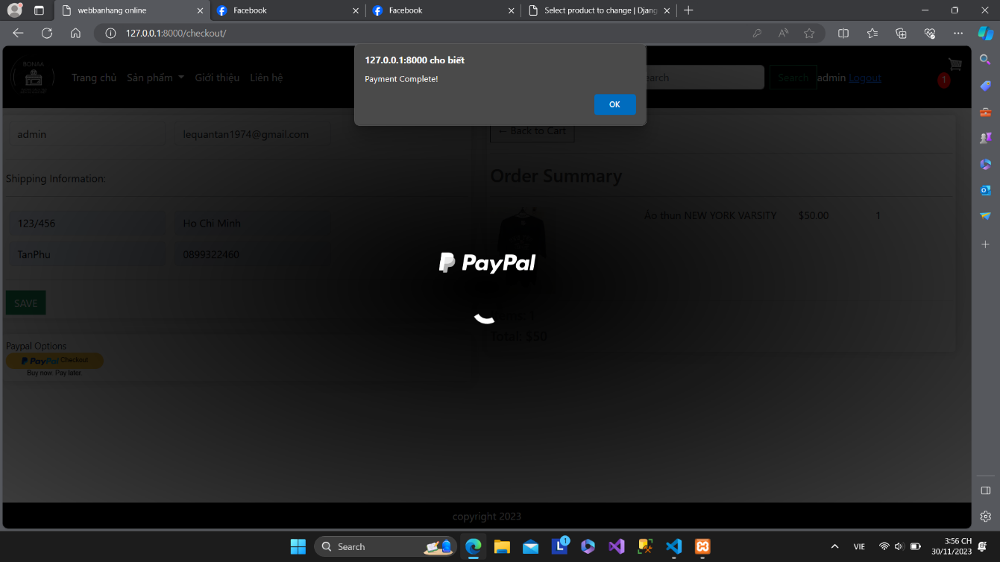 webbanhang online
Facebook
Facebook
Select product to change | Djang
127.0.0.1:8000/checkout/
127.0.0.1:8000 cho biết
Payment Complete!
OK
BONAA
Trang chủ Sản phẩm Giới thiệu Liên hệ
earch
Search
admin Logout
1
admin
lequantan1974@gmail.com
← Back to Cart
Shipping Information:
Order Summary
123/456
Ho Chi Minh
Áo thun NEW YORK VARSITY $50.00 1
TanPhu
0899322460
PayPal
SAVE
Total: $50
Paypal Options
PayPal Checkout
Buy now. Pay later.
copyright 2023
Search
1
VIE
3:56 CH
30/11/2023